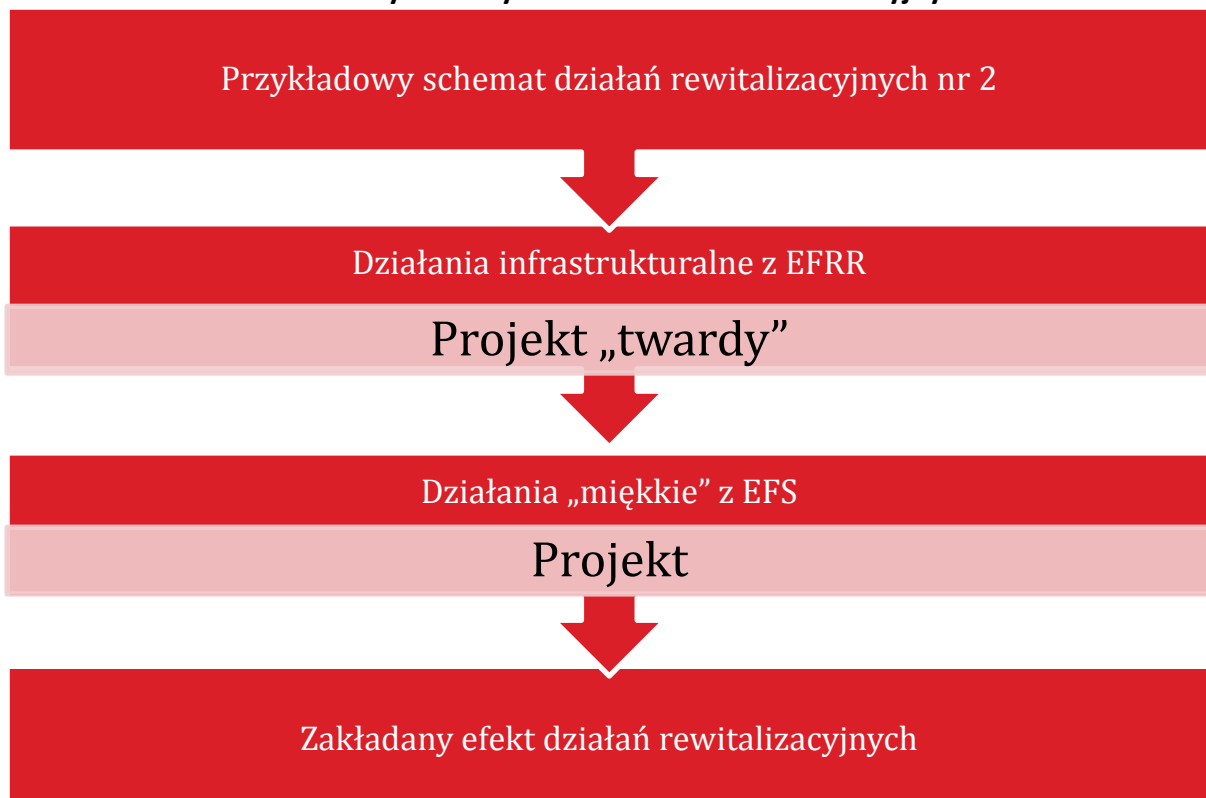 Przykładowy schemat działań rewitalizacyjnych nr 2
Działania infrastrukturalne z EFRR
Projekt „twardy”
Działania „miękkie” z EFS
Projekt
Zakładany efekt działań rewitalizacyjnych